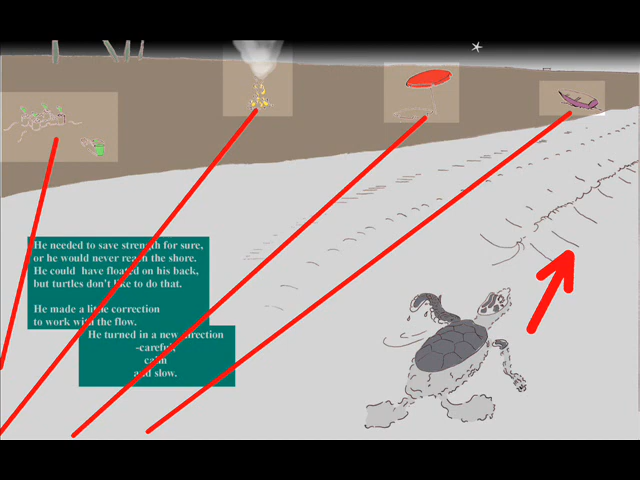 He needed to save strength for sure,
or he would never reach the shore.
He could have floated on his back,
but turtles don't like to do that.
He made a little correction
to work with the flow.
He turned in a new direction
-careful,
calm
and slow.